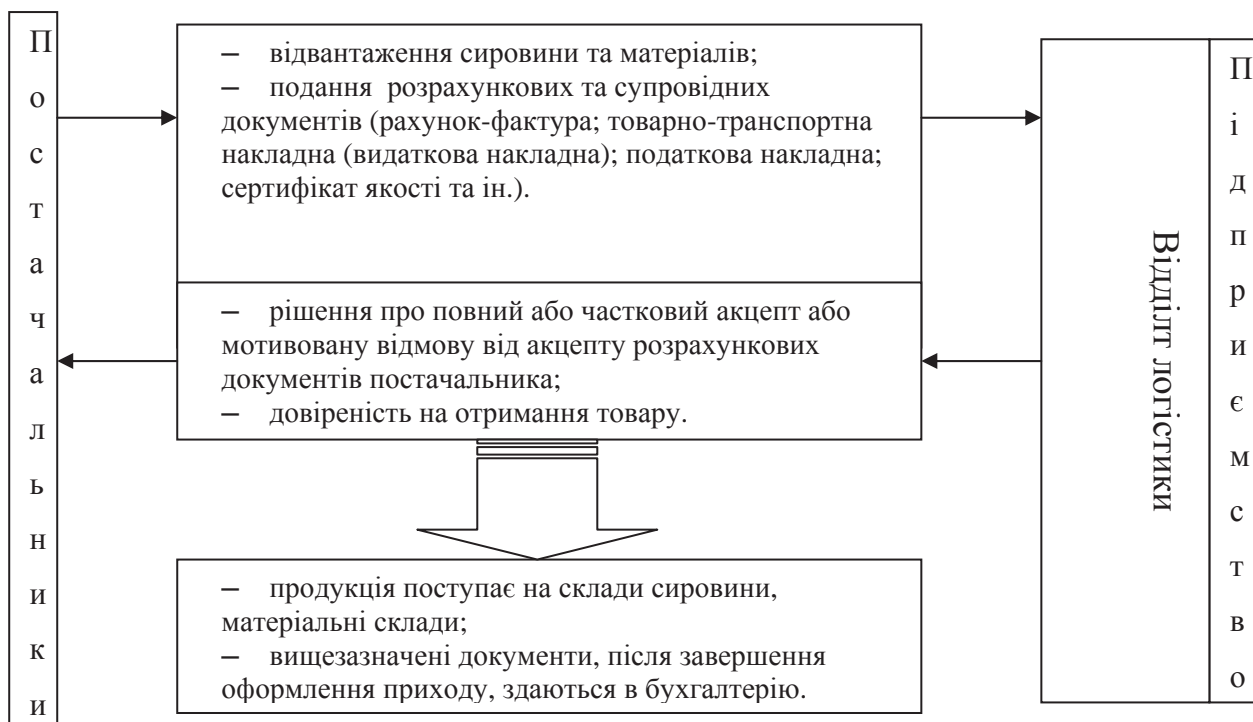 Постачальники
– відвантаження сировини та матеріалів;
– подання розрахункових та супровідних
документів (рахунок-фактура; товарно-транспортна
накладна (видаткова накладна); податкова накладна;
сертифікат якості та ін.).
– рішення про повний або частковий акцепт або
мотивовану відмову від акцепту розрахункових
документів постачальника;
– довіреність на отримання товару.
– продукція поступає на склади сировини,
матеріальні склади;
– вищезазначені документи, після завершення
оформлення приходу, здаються в бухгалтерію.
Відділт логістики
Підприємство